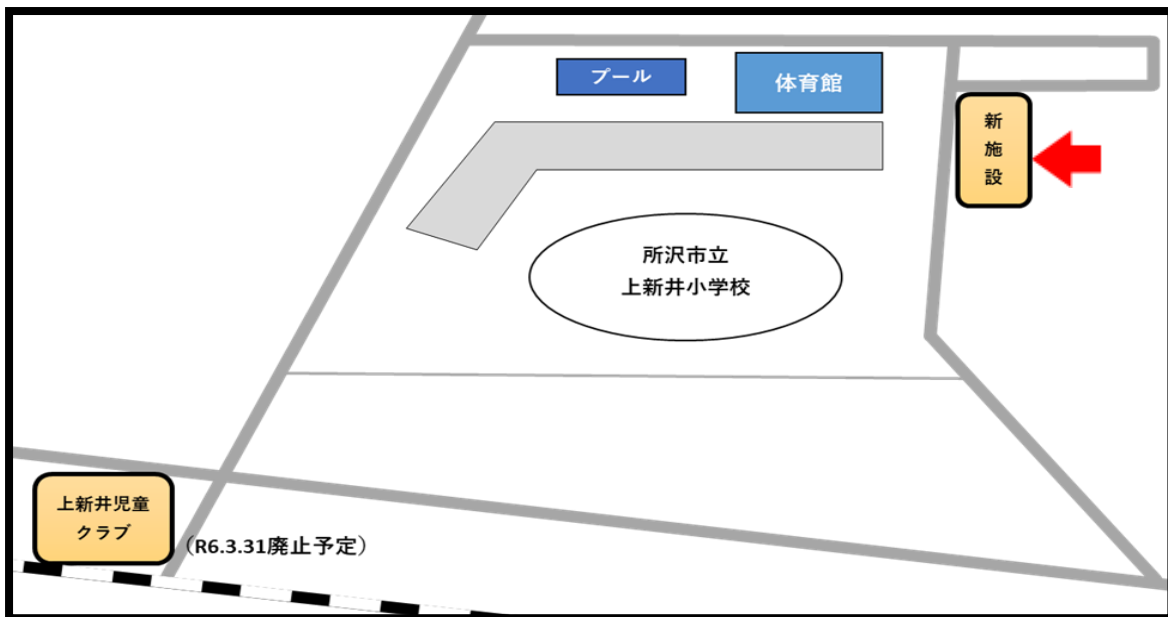 プール
体育館
新
施
設
所沢市立
上新井小学校
上新井児童
クラブ
（R6.3.31廃止予定）